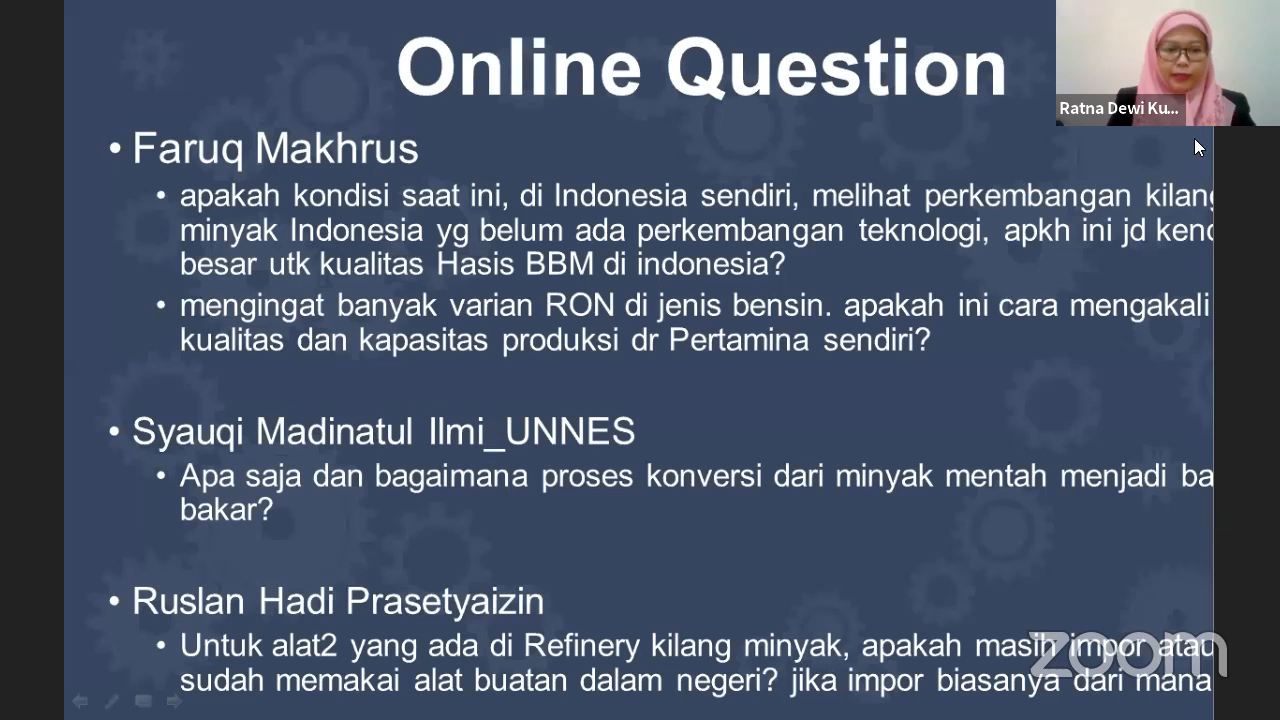 Online Question
Ratna Dewi Ku...
• Faruq Makhrus
• apakah kondisi saat ini, di Indonesia sendiri, melihat perkembangan kilang
minyak Indonesia yg belum ada perkembangan teknologi, apkh ini jd
besar utk kualitas Hasis BBM di indonesia?
• mengingat banyak varian RON di jenis bensin. apakah ini cara mengakali
kualitas dan kapasitas produksi dr Pertamina sendiri?
• Syauqi Madinatul Ilmi_UNNES
• Apa saja dan bagaimana proses konversi dari minyak mentah menjadi
bakar?
• Ruslan Hadi Prasetyaizin
• Untuk alat2 yang ada di Refinery kilang minyak, apakah masih impor atau
sudah memakai alat buatan dalam negeri? jika impor biasanya dari mana
zoom